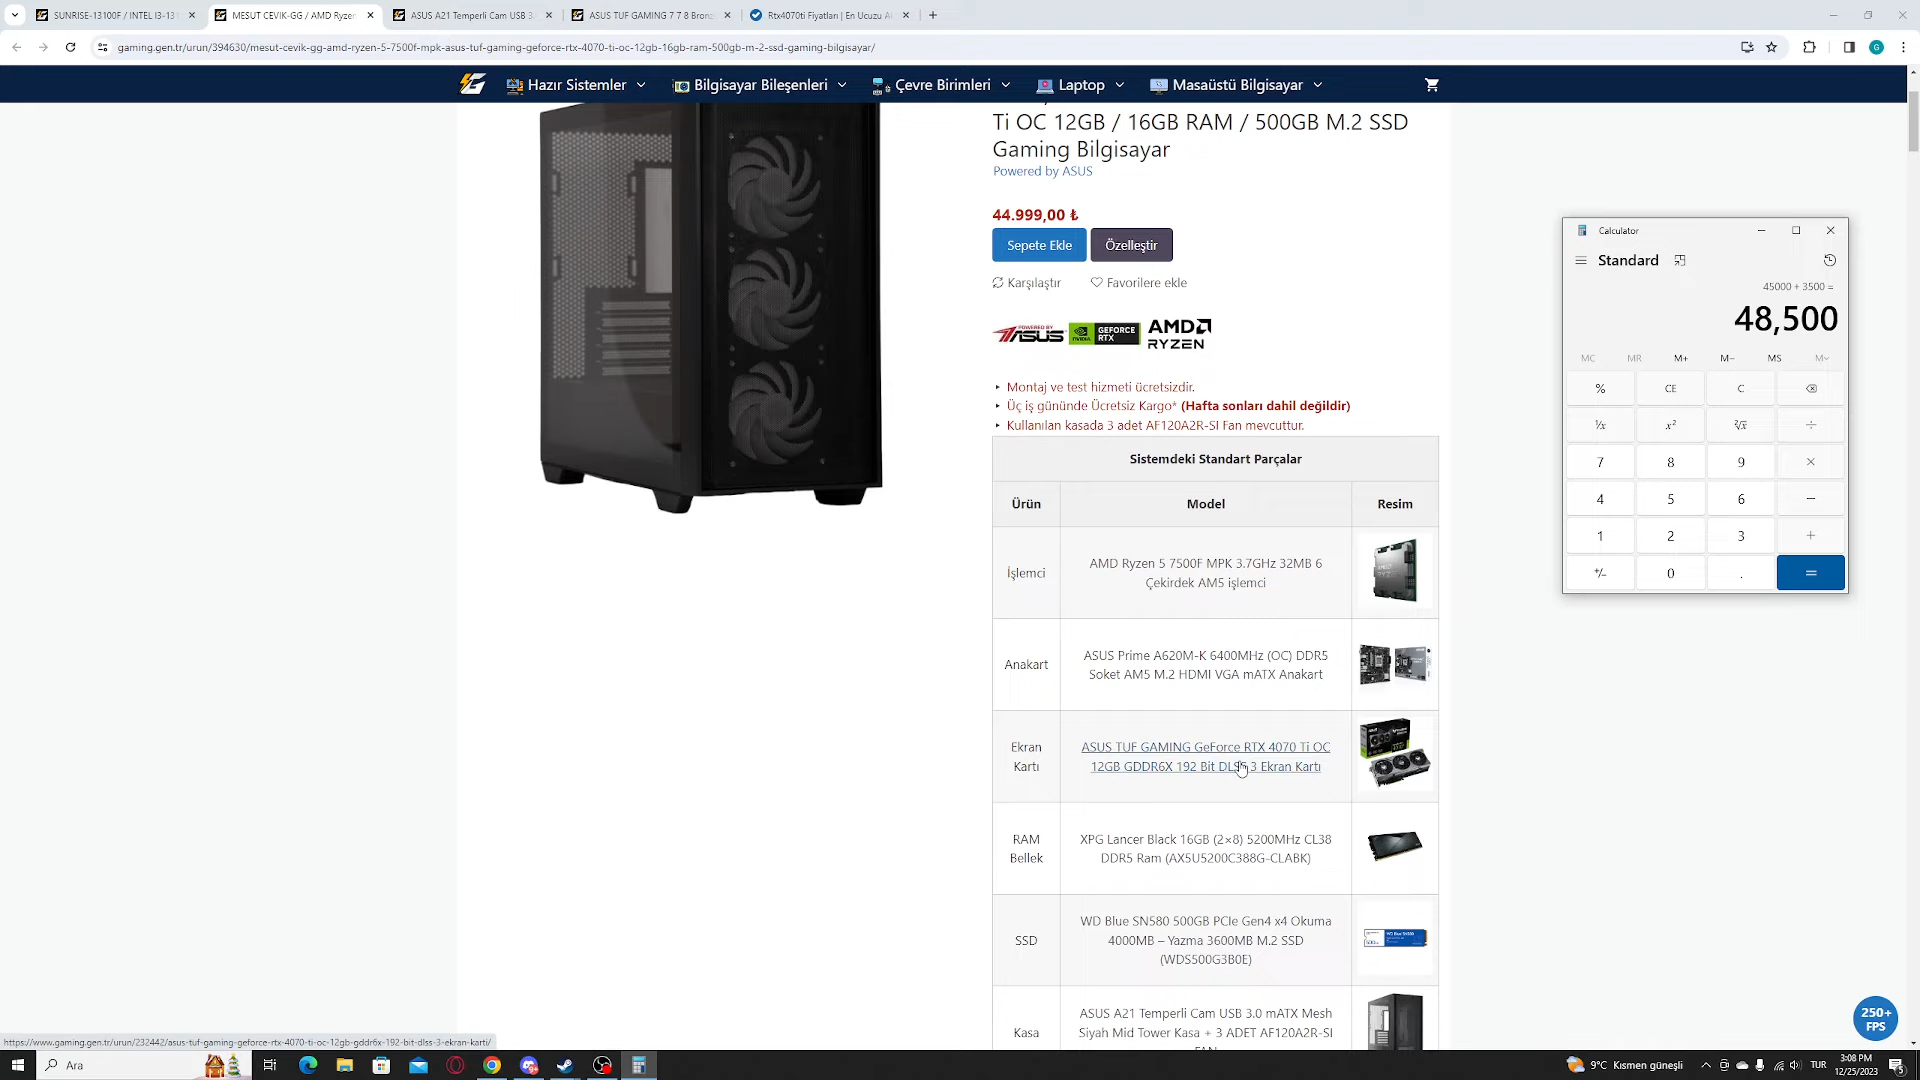 SUNRISE-13100F / INTEL I3-131
MESUT CEVIK-GG / AMD Ryzen
ASUS A21 Temperli Cam USB 3.
ASUS TUF GAMING 7 7 8 Bronz
Rtx4070ti Fiyatları | En Ucuzu A
gaming.gen.tr/urun/394630/mesut-cevik-gg-amd-ryzen-5-7500f-mpk-asus-tuf-gaming-geforce-rtx-4070-ti-oc-12gb-16gb-ram-500gb-m-2-ssd-gaming-bilgisayar/
G
Hazır Sistemler
Bilgisayar Bileşenleri
Çevre Birimleri
Laptop
Masaüstü Bilgisayar
Ti OC 12GB / 16GB RAM / 500GB M.2 SSD
Gaming Bilgisayar
Powered by ASUS
44.999,00 ₺
Sepete Ekle
Özelleştir
Karşılaştır
Favorilere ekle
POWERED BY
ASUS
NVIDIA
GEFORCE
RTX
AMD
RYZEN
Montaj ve test hizmeti ücretsizdir.
Üç iş gününde Ücretsiz Kargo* (Hafta sonları dahil değildir)
Kullanılan kasada 3 adet AF120A2R-SI Fan mevcuttur.
Sistemdeki Standart Parçalar
Ürün
Model
Resim
İşlemci
AMD Ryzen 5 7500F MPK 3.7GHz 32MB 6
Çekirdek AM5 işlemci
Anakart
ASUS Prime A620M-K 6400MHz (OC) DDR5
Soket AM5 M.2 HDMI VGA mATX Anakart
Ekran
Kartı
ASUS TUF GAMING GeForce RTX 4070 Ti OC
12GB GDDR6X 192 Bit DLSS 3 Ekran Kartı
RAM
Bellek
XPG Lancer Black 16GB (2×8) 5200MHz CL38
DDR5 Ram (AX5U5200C388G-CLABK)
SSD
WD Blue SN580 500GB PCIe Gen4 x4 Okuma
4000MB – Yazma 3600MB M.2 SSD
(WDS500G3B0E)
Kasa
ASUS A21 Temperli Cam USB 3.0 mATX Mesh
Siyah Mid Tower Kasa + 3 ADET AF120A2R-SI
FAN
Calculator
Standard
45000 + 3500 =
48,500
MC MR M+ M− MS M˅
% CE C
¹/x x² ²√x ÷
7 8 9 ×
4 5 6 −
1 2 3 +
+/− 0 . =
250+
FPS
https://www.gaming.gen.tr/urun/232442/asus-tuf-gaming-geforce-rtx-4070-ti-oc-12gb-gddr6x-192-bit-dlss-3-ekran-karti/
Ara
9°C Kısmen güneşli
TUR
3:08 PM
12/25/2023
5